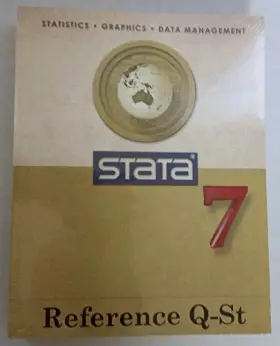 STATISTICS • GRAPHICS • DATA MANAGEMENT
STATA®
7
Reference Q-St